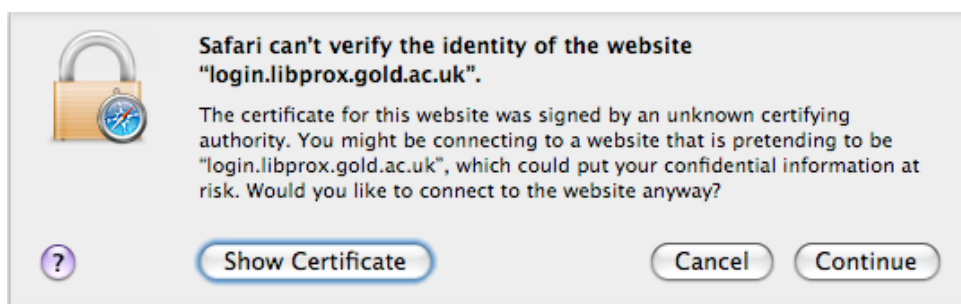 Safari can't verify the identity of the website
“login.libprox.gold.ac.uk”.
The certificate for this website was signed by an unknown certifying
authority. You might be connecting to a website that is pretending to be
“login.libprox.gold.ac.uk”, which could put your confidential information at
risk. Would you like to connect to the website anyway?
?
Show Certificate
Cancel
Continue